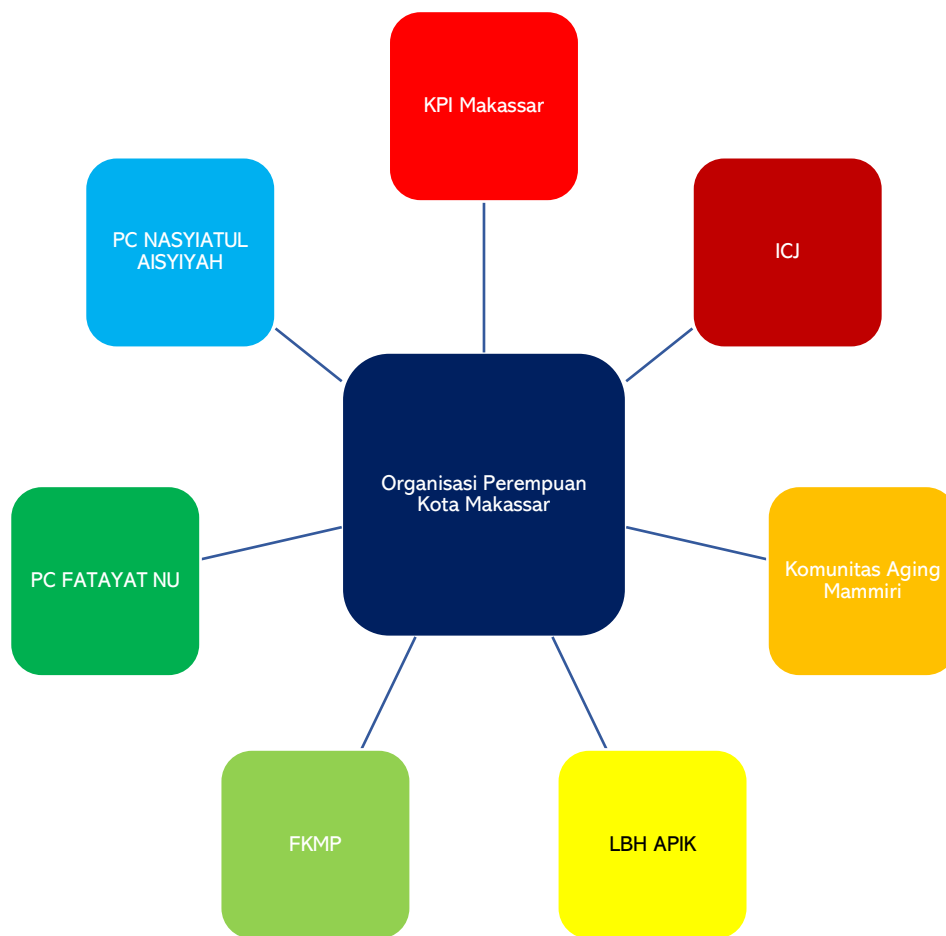 KPI Makassar
ICJ
Komunitas Aging
Mammiri
LBH APIK
FKMP
PC FATAYAT NU
PC NASYIATUL
AISYIYAH
Organisasi Perempuan
Kota Makassar